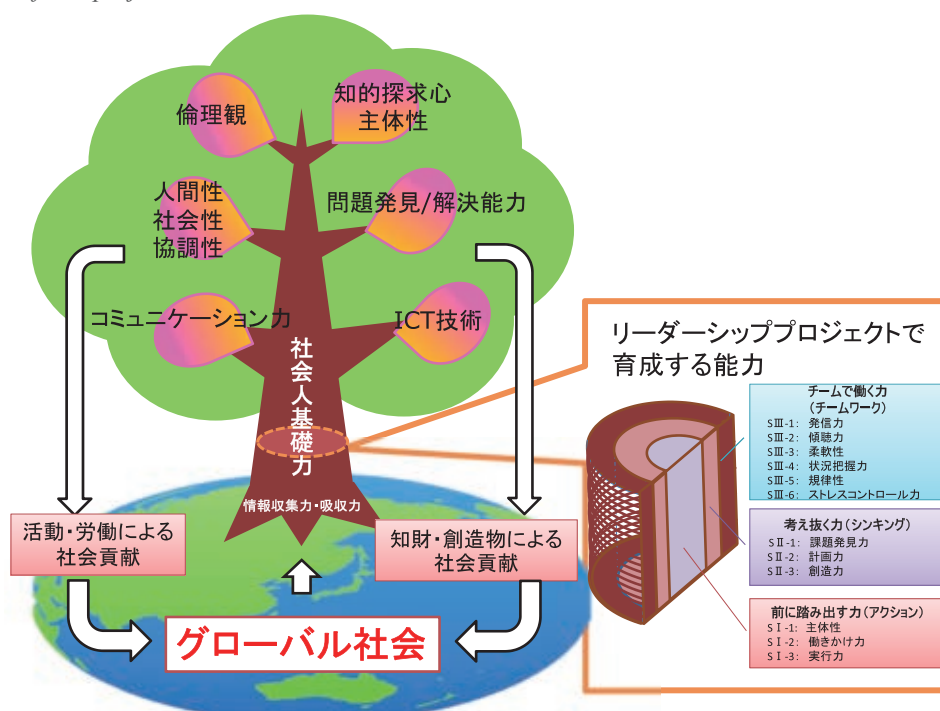 倫理観
知的探求心
主体性
人間性
社会性
協調性
問題発見/解決能力
コミュニケーション力
ICT技術
社会人基礎力
情報収集力・吸収力
活動・労働による
社会貢献
知財・創造物による
社会貢献
グローバル社会
リーダーシッププロジェクトで
育成する能力
チームで働く力
(チームワーク)
SⅢ-1: 発信力
SⅢ-2: 傾聴力
SⅢ-3: 柔軟性
SⅢ-4: 状況把握力
SⅢ-5: 規律性
SⅢ-6: ストレスコントロール力
考え抜く力(シンキング)
SⅡ-1: 課題発見力
SⅡ-2: 計画力
SⅡ-3: 創造力
前に踏み出す力(アクション)
SⅠ-1: 主体性
SⅠ-2: 働きかけ力
SⅠ-3: 実行力